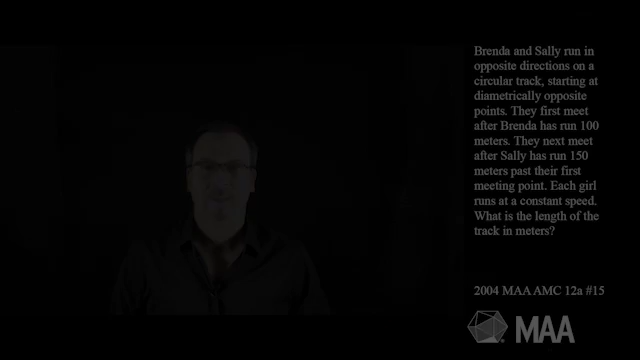 Brenda and Sally run in
opposite directions on a
circular track, starting at
diametrically opposite
points. They first meet
after Brenda has run 100
meters. They next meet
after Sally has run 150
meters past their first
meeting point. Each girl
runs at a constant speed.
What is the length of the
track in meters?
2004 MAA AMC 12a #15
MAA